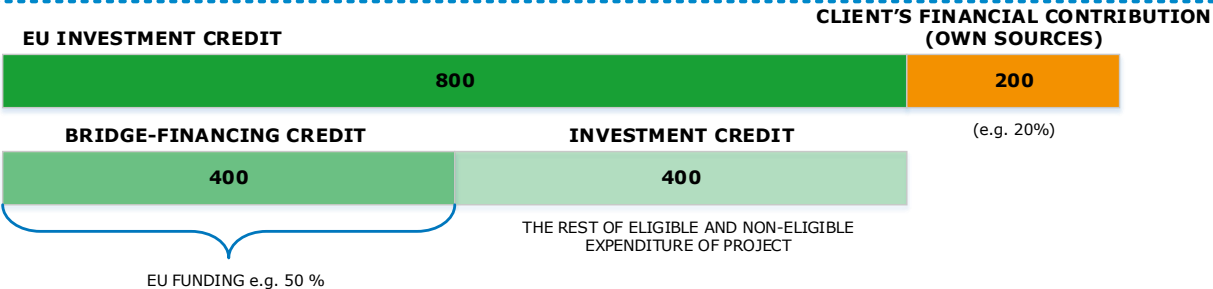 CLIENT'S FINANCIAL CONTRIBUTION
(OWN SOURCES)
EU INVESTMENT CREDIT
800
200
(e.g. 20%)
BRIDGE-FINANCING CREDIT
INVESTMENT CREDIT
400
400
THE REST OF ELIGIBLE AND NON-ELIGIBLE
EXPENDITURE OF PROJECT
EU FUNDING e.g. 50 %